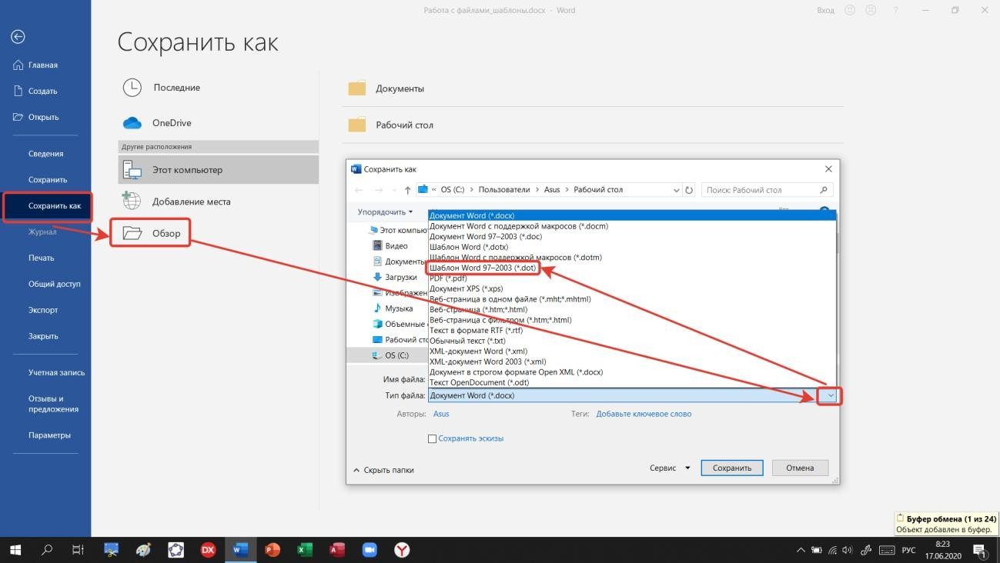 Работа с файлами_шаблоны.docx - Word
Вход
?
Сохранить как
Главная
Создать
Открыть
Сведения
Сохранить
Сохранить как
Журнал
Печать
Общий доступ
Экспорт
Закрыть
Учетная запись
Отзывы и
предложения
Параметры
Последние
OneDrive
Другие расположения
Этот компьютер
Добавление места
Обзор
Документы
Рабочий стол
Сохранить как
« OS (C:) > Пользователи > Asus > Рабочий стол
Поиск: Рабочий стол
Упорядочить
Этот компью
Видео
Документы
Загрузки
Изображен
Музыка
Объемные
Рабочий сто
OS (C:)
Документ Word (*.docx)
Документ Word с поддержкой макросов (*.docm)
Документ Word 97–2003 (*.doc)
Шаблон Word (*.dotx)
Шаблон Word с поддержкой макросов (*.dotm)
Шаблон Word 97–2003 (*.dot)
PDF (*.pdf)
Документ XPS (*.xps)
Веб-страница в одном файле (*.mht;*.mhtml)
Веб-страница (*.htm;*.html)
Веб-страница с фильтром (*.htm;*.html)
Текст в формате RTF (*.rtf)
Обычный текст (*.txt)
XML-документ Word (*.xml)
XML-документ Word 2003 (*.xml)
Документ в строгом формате Open XML (*.docx)
Текст OpenDocument (*.odt)
Имя файла:
Тип файла: Документ Word (*.docx)
Авторы: Asus
Теги: Добавьте ключевое слово
Сохранять эскизы
Скрыть папки
Сервис
Сохранить
Отмена
Буфер обмена (1 из 24)
Объект добавлен в буфер.
DX
РУС
8:23
17.06.2020
1